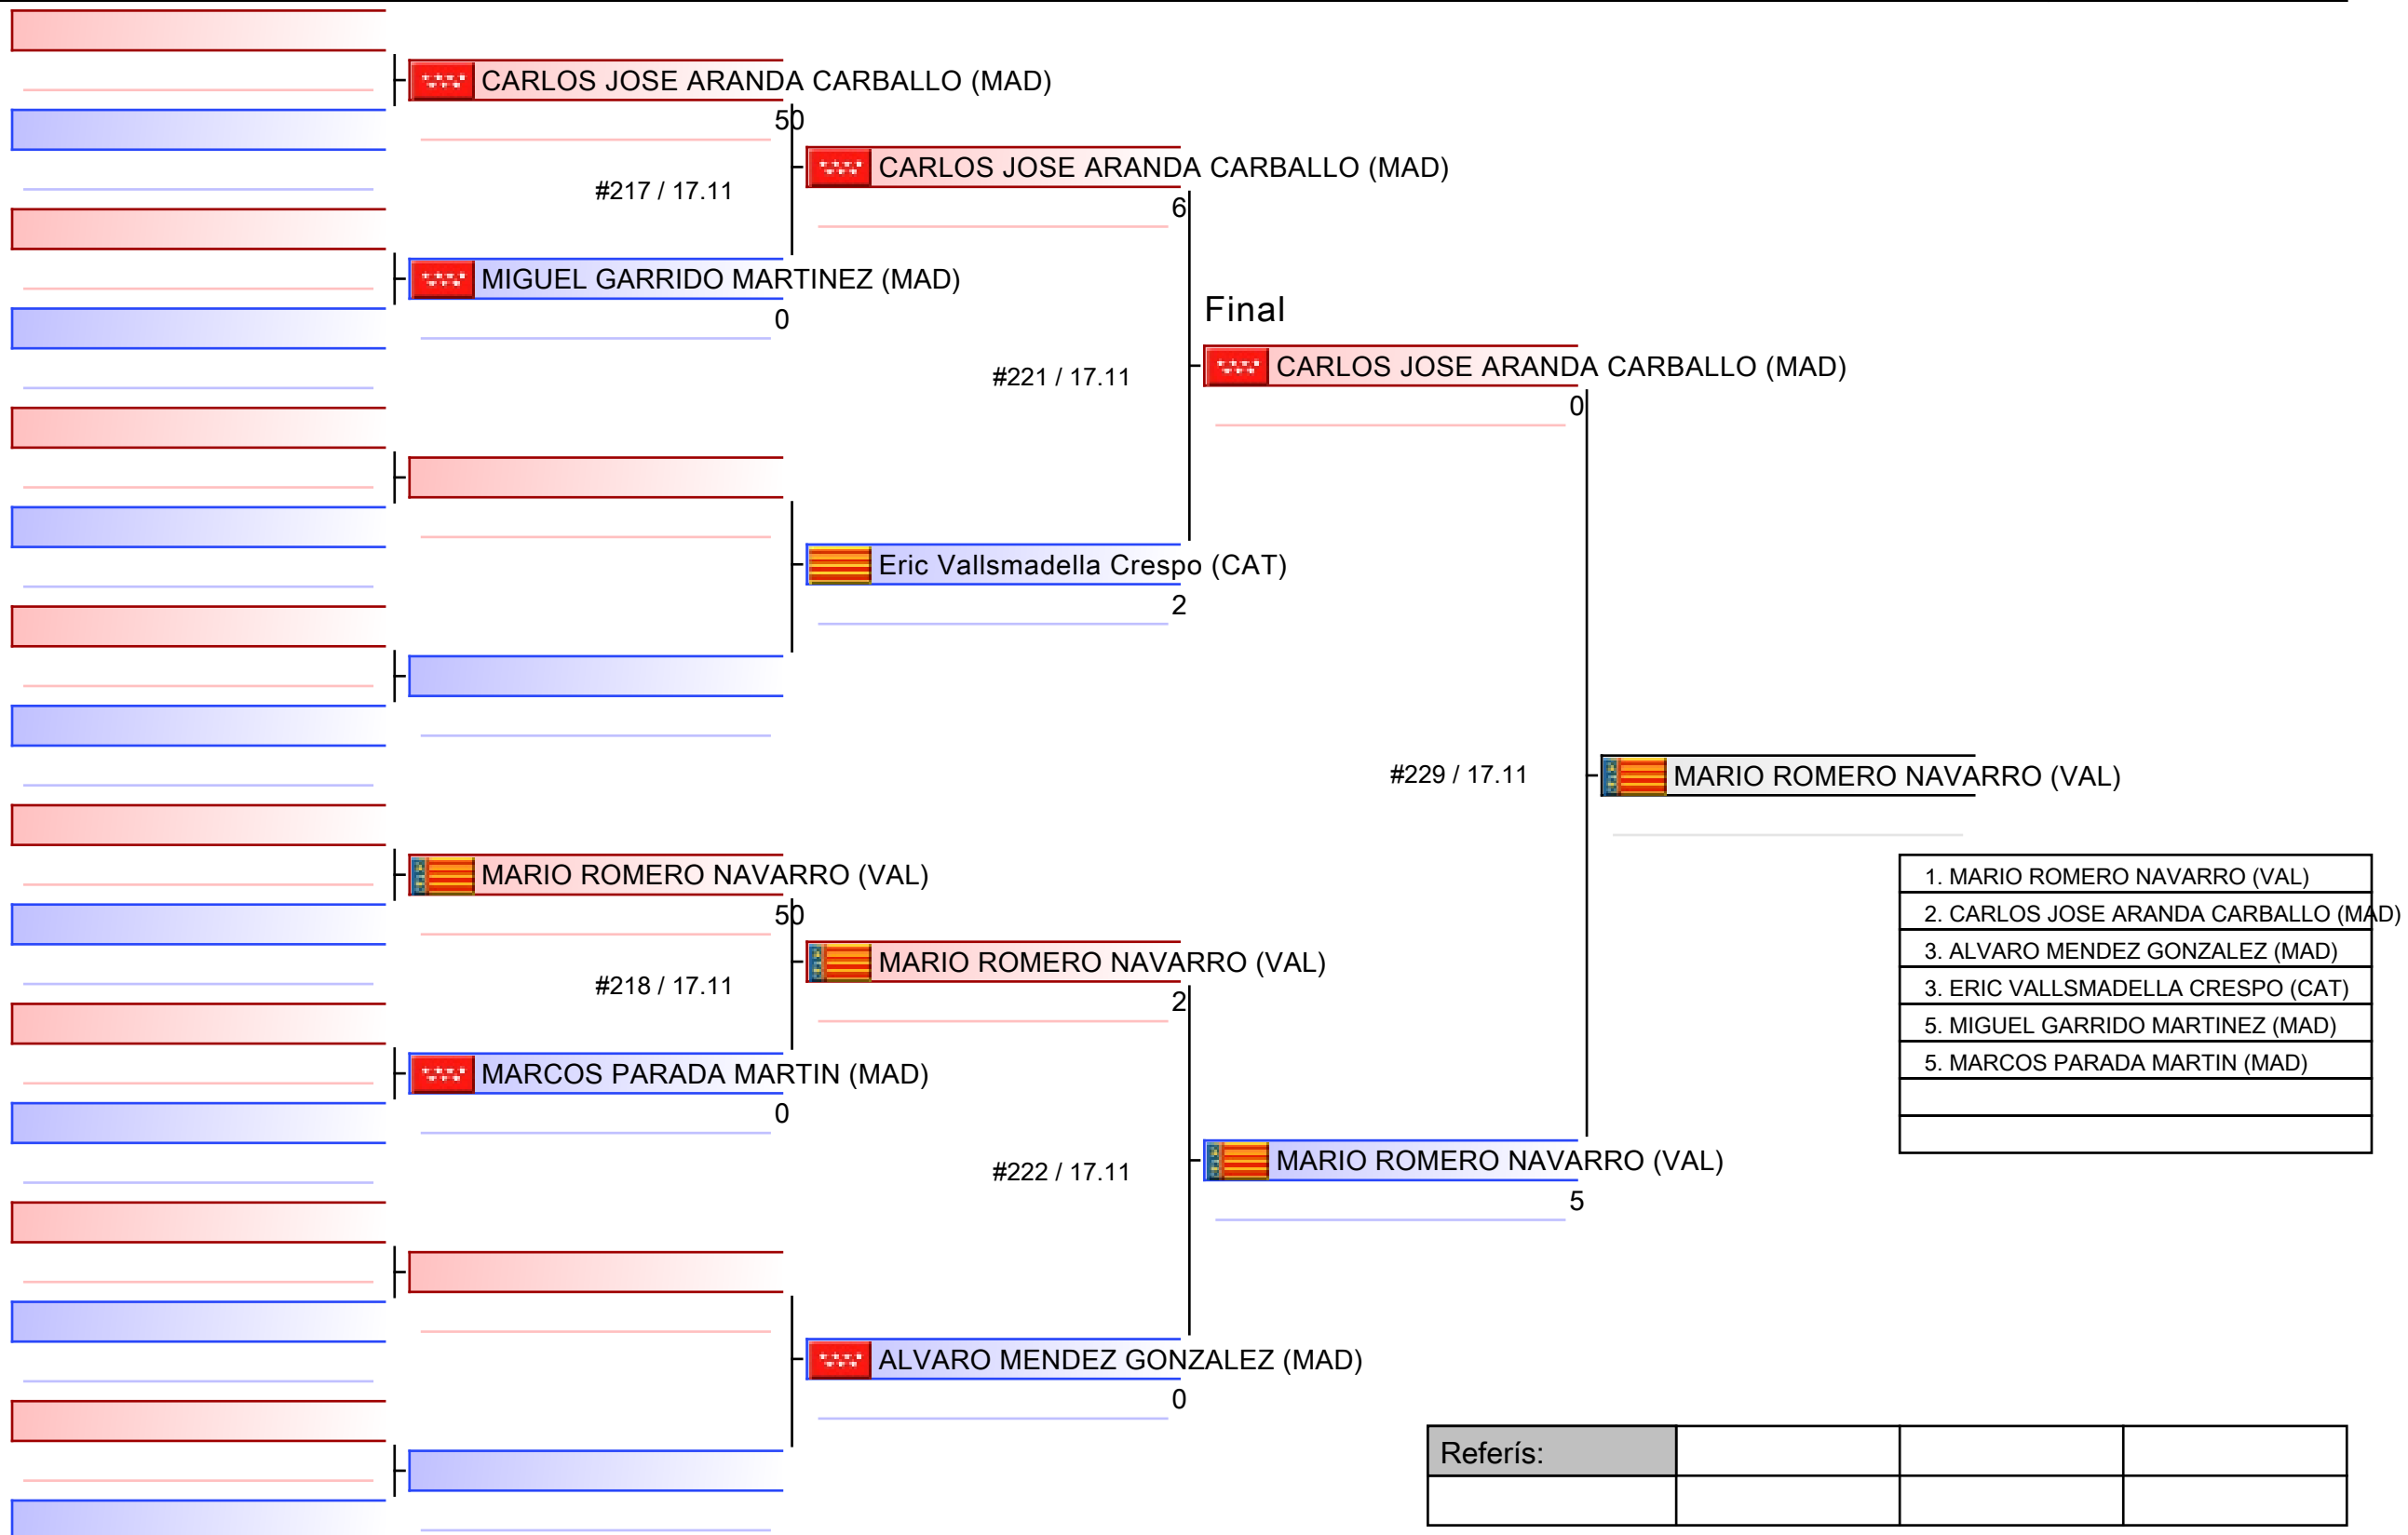 CARLOS JOSE ARANDA CARBALLO (MAD)
50
#217 / 17.11
MIGUEL GARRIDO MARTINEZ (MAD)
0
CARLOS JOSE ARANDA CARBALLO (MAD)
6
#221 / 17.11
Eric Vallsmadella Crespo (CAT)
2
Final
CARLOS JOSE ARANDA CARBALLO (MAD)
0
#229 / 17.11
MARIO ROMERO NAVARRO (VAL)
MARIO ROMERO NAVARRO (VAL)
50
#218 / 17.11
MARCOS PARADA MARTIN (MAD)
0
MARIO ROMERO NAVARRO (VAL)
2
#222 / 17.11
ALVARO MENDEZ GONZALEZ (MAD)
0
MARIO ROMERO NAVARRO (VAL)
5
1. MARIO ROMERO NAVARRO (VAL)
2. CARLOS JOSE ARANDA CARBALLO (MAD)
3. ALVARO MENDEZ GONZALEZ (MAD)
3. ERIC VALLSMADELLA CRESPO (CAT)
5. MIGUEL GARRIDO MARTINEZ (MAD)
5. MARCOS PARADA MARTIN (MAD)
Referís: